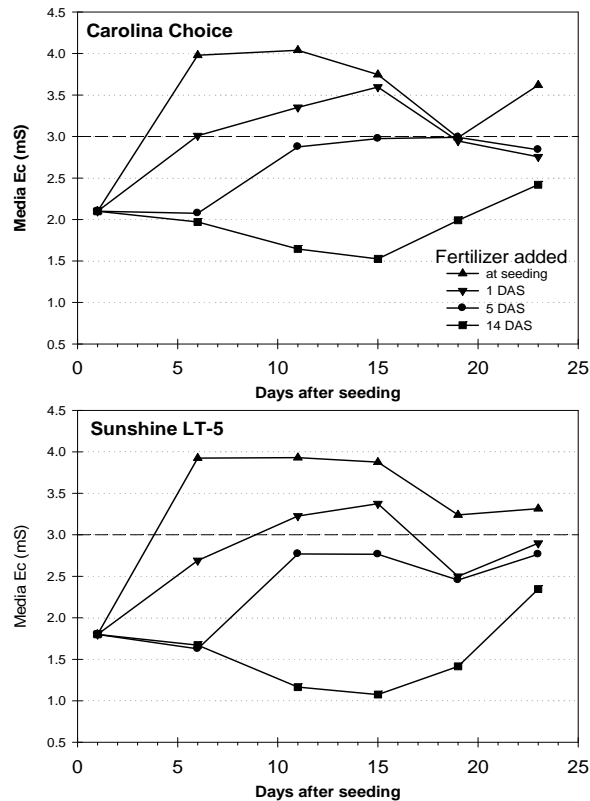 Carolina Choice
Media Ec (mS)
4.5
4.0
3.5
3.0
2.5
2.0
1.5
1.0
0.5
Fertilizer added
at seeding
1 DAS
5 DAS
14 DAS
0 5 10 15 20 25
Days after seeding
Sunshine LT-5
Media Ec (mS)
4.5
4.0
3.5
3.0
2.5
2.0
1.5
1.0
0.5
0 5 10 15 20 25
Days after seeding